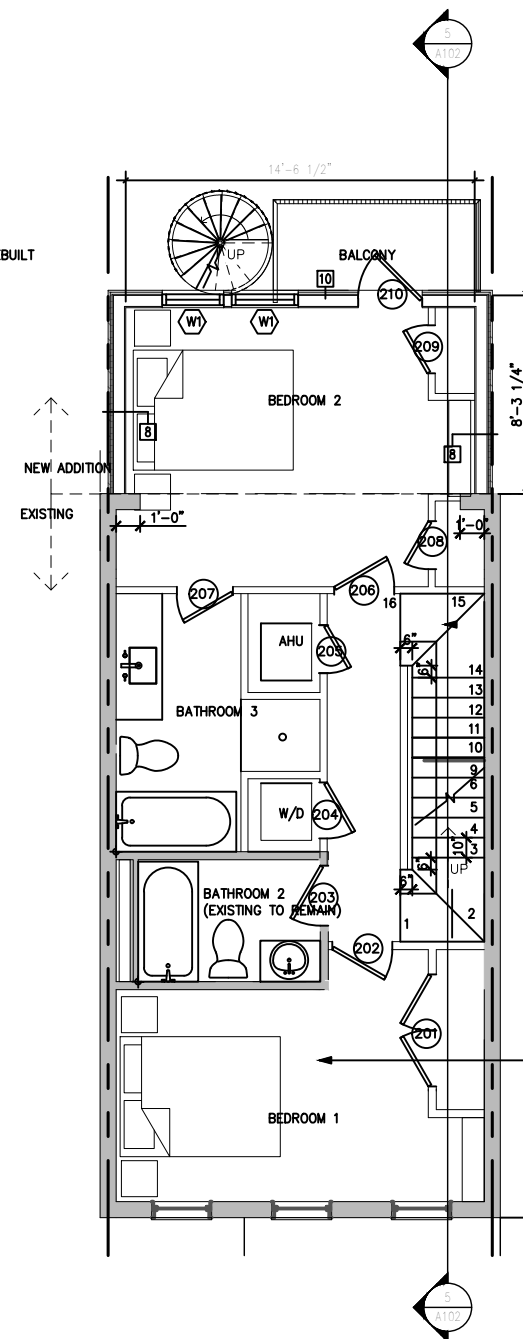 5
A102
14'-6 1/2"
EBUILT
UP
BALCONY
10
210
W1
W1
209
8'-3 1/4"
BEDROOM 2
8
8
NEW ADDITION
EXISTING
1'-0"
1'-0"
208
207
206
16
15
AHU
205
6"
6"
14
13
12
11
10
9
6
5
4
3
10"
UP
BATHROOM 3
W/D
204
6"
6"
BATHROOM 2
(EXISTING TO REMAIN)
203
1
2
202
201
BEDROOM 1
5
A102